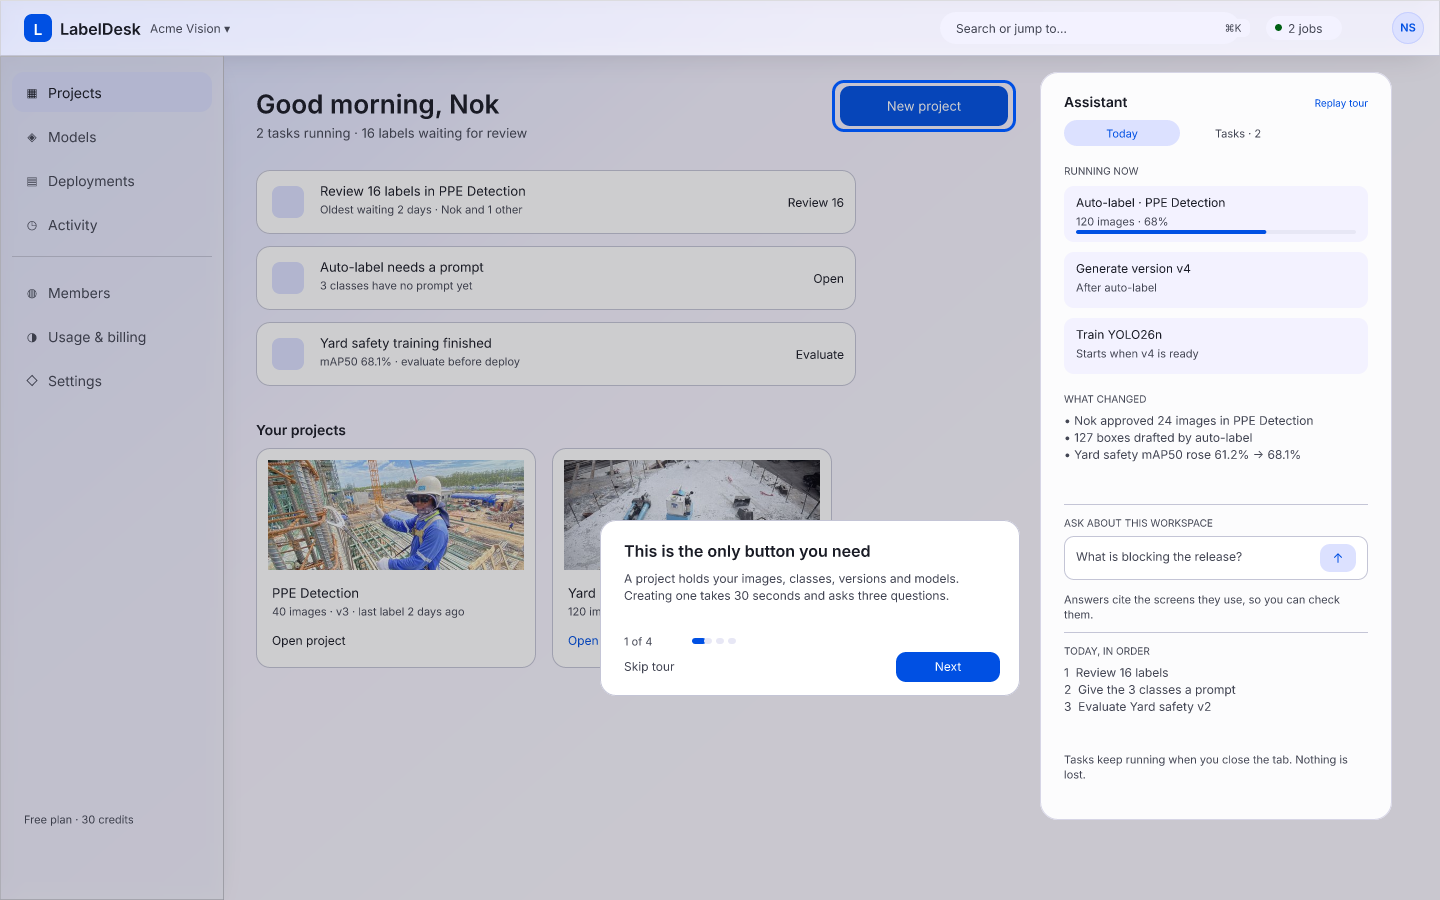 L LabelDesk Acme Vision ▾
Search or jump to... ⌘K
2 jobs
NS
Projects
Models
Deployments
Activity
Members
Usage & billing
Settings
Free plan · 30 credits
Good morning, Nok
2 tasks running · 16 labels waiting for review
New project
Review 16 labels in PPE Detection
Oldest waiting 2 days · Nok and 1 other
Review 16
Auto-label needs a prompt
3 classes have no prompt yet
Open
Yard safety training finished
mAP50 68.1% · evaluate before deploy
Evaluate
Your projects
PPE Detection
40 images · v3 · last label 2 days ago
Open project
Yard
120 im
Open
This is the only button you need
A project holds your images, classes, versions and models.
Creating one takes 30 seconds and asks three questions.
1 of 4
Skip tour
Next
Assistant
Replay tour
Today
Tasks · 2
RUNNING NOW
Auto-label · PPE Detection
120 images · 68%
Generate version v4
After auto-label
Train YOLO26n
Starts when v4 is ready
WHAT CHANGED
• Nok approved 24 images in PPE Detection
• 127 boxes drafted by auto-label
• Yard safety mAP50 rose 61.2% → 68.1%
ASK ABOUT THIS WORKSPACE
What is blocking the release?
↑
Answers cite the screens they use, so you can check
them.
TODAY, IN ORDER
1 Review 16 labels
2 Give the 3 classes a prompt
3 Evaluate Yard safety v2
Tasks keep running when you close the tab. Nothing is
lost.